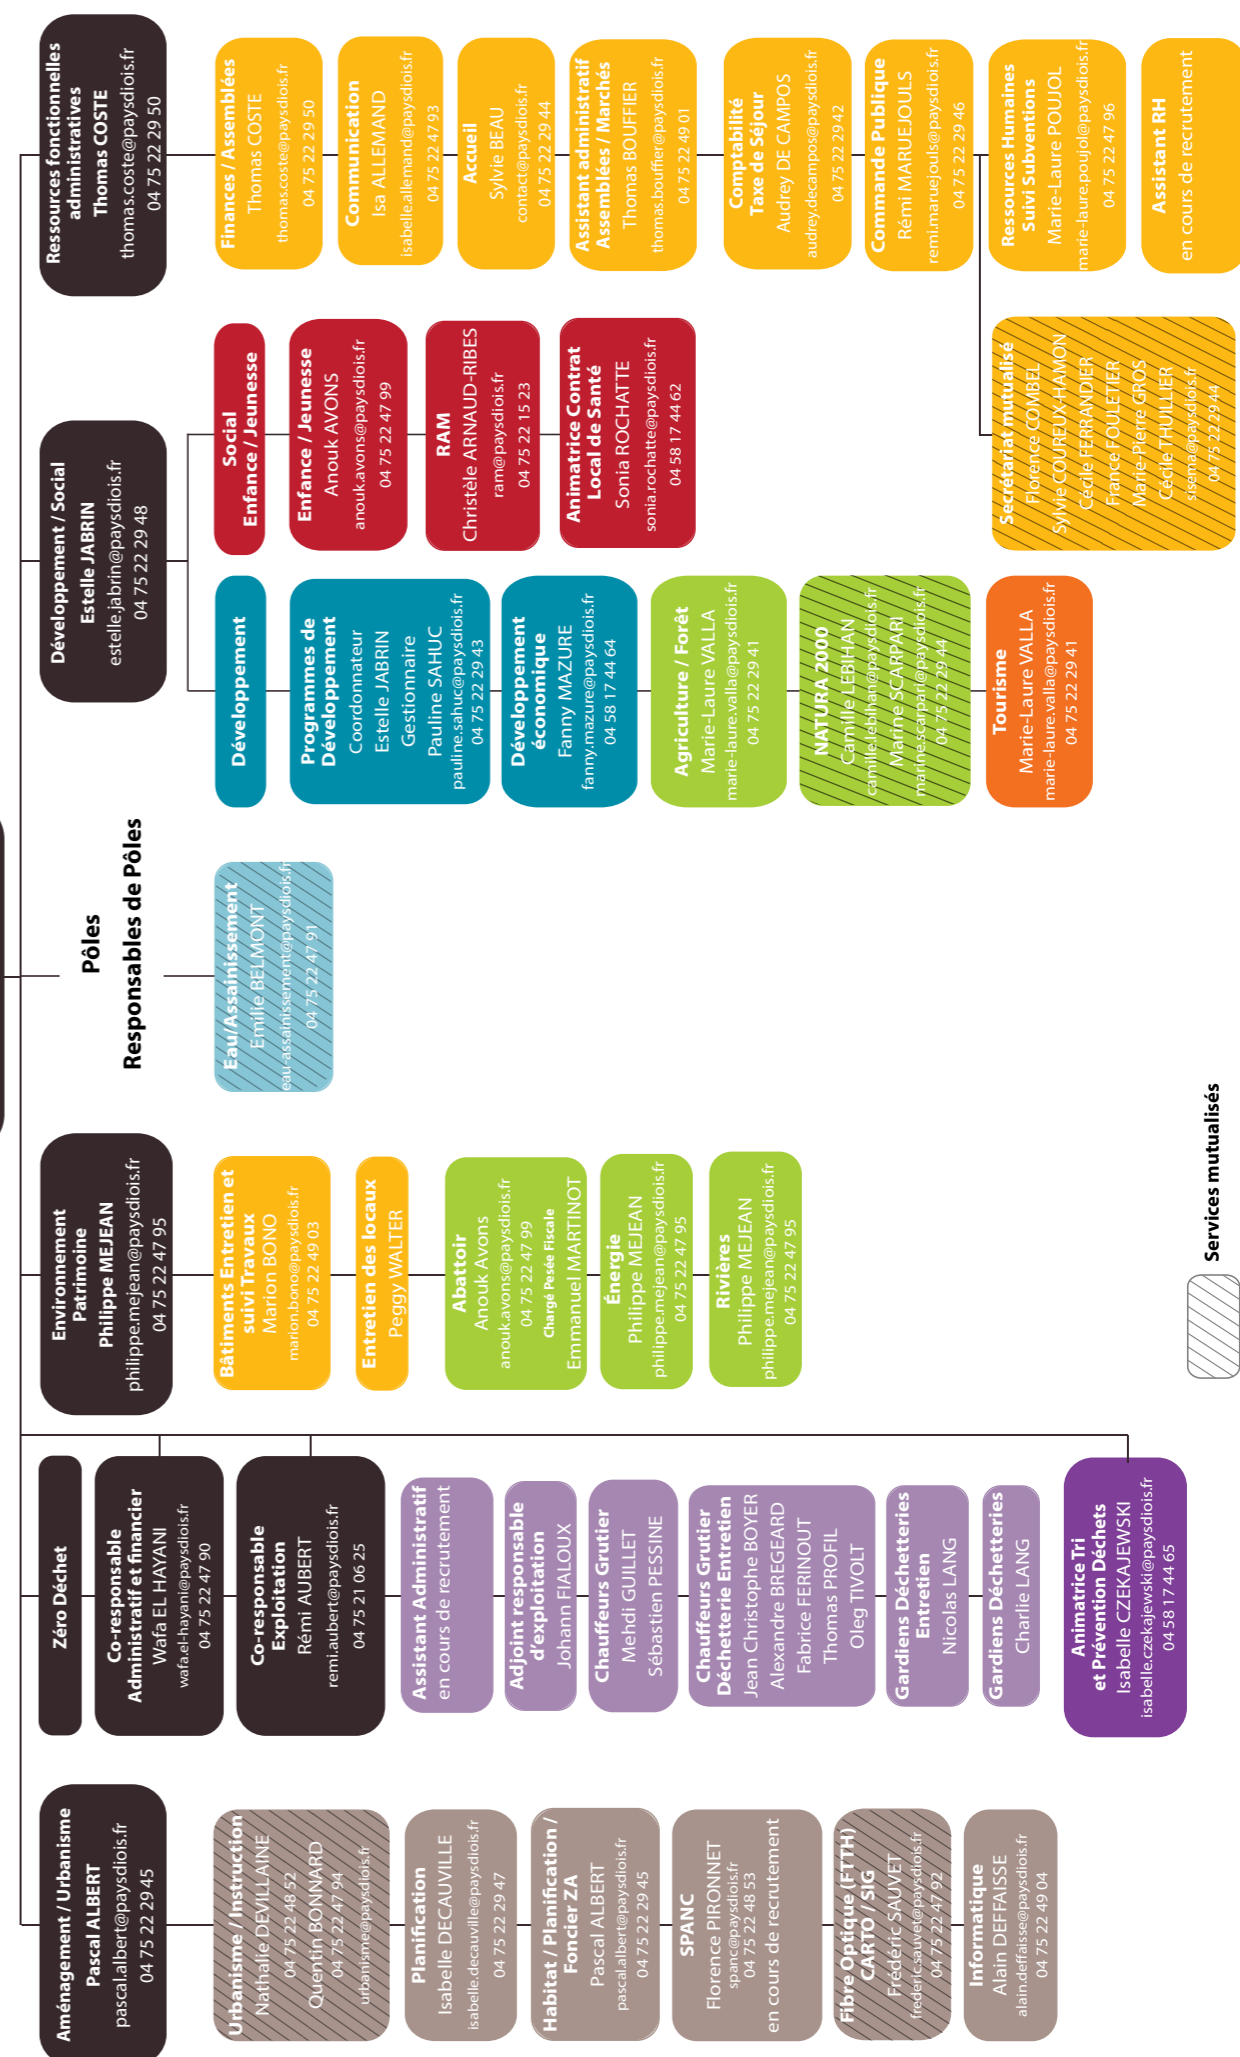 Aménagement / Urbanisme
Pascal ALBERT
pascal.albert@paysdiois.fr
04 75 22 29 45
Urbanisme / Instruction
Nathalie DEVILLAINE
04 75 22 48 52
Quentin BONNARD
04 75 22 47 94
urbanisme@paysdiois.fr
Planification
Isabelle DECAUVILLE
isabelle.decauville@paysdiois.fr
04 75 22 29 47
Habitat / Planification /
Foncier ZA
Pascal ALBERT
pascal.albert@paysdiois.fr
04 75 22 29 45
SPANC
Florence PIRONNET
spanc@paysdiois.fr
04 75 22 48 53
en cours de recrutement
Fibre Optique (FTTH)
CARTO / SIG
Frédéric SAUVET
frederic.sauvet@paysdiois.fr
04 75 22 47 92
Informatique
Alain DEFFAISSE
alain.deffaisse@paysdiois.fr
04 75 22 49 04
Zéro Déchet
Co-responsable
Administratif et financier
Wafa EL HAYANI
wafa.el-hayani@paysdiois.fr
04 75 22 47 90
Co-responsable
Exploitation
Rémi AUBERT
remi.aubert@paysdiois.fr
04 75 21 06 25
Assistant Administratif
en cours de recrutement
Adjoint responsable
d'exploitation
Johann FIALOUX
Chauffeurs Grutier
Mehdi GUILLET
Sébastien PESSINE
Chauffeurs Grutier
Déchetterie Entretien
Jean Christophe BOYER
Alexandre BREGEARD
Fabrice FERINOUT
Thomas PROFIL
Oleg TIVOLT
Gardiens Déchetteries
Entretien
Nicolas LANG
Gardiens Déchetteries
Charlie LANG
Animatrice Tri
et Prévention Déchets
Isabelle CZEKAJEWSKI
isabelle.czekajewski@paysdiois.fr
04 58 17 44 65
Environnement
Patrimoine
Philippe MEJEAN
philippe.mejean@paysdiois.fr
04 75 22 47 95
Bâtiments Entretien et
suivi Travaux
Marion BONO
marion.bono@paysdiois.fr
04 75 22 49 03
Entretien des locaux
Peggy WALTER
Abattoir
Anouk Avons
anouk.avons@paysdiois.fr
04 75 22 47 99
Chargé Pesée Fiscale
Emmanuel MARTINOT
Énergie
Philippe MEJEAN
philippe.mejean@paysdiois.fr
04 75 22 47 95
Rivières
Philippe MEJEAN
philippe.mejean@paysdiois.fr
04 75 22 47 95
Pôles
Responsables de Pôles
Eau/Assainissement
Emilie BELMONT
eau-assainissement@paysdiois.fr
04 75 22 47 91
Développement / Social
Estelle JABRIN
estelle.jabrin@paysdiois.fr
04 75 22 29 48
Développement
Programmes de
Développement
Coordonnateur
Estelle JABRIN
Gestionnaire
Pauline SAHUC
pauline.sahuc@paysdiois.fr
04 75 22 29 43
Développement
économique
Fanny MAZURE
fanny.mazure@paysdiois.fr
04 58 17 44 64
Agriculture / Forêt
Marie-Laure VALLA
marie-laure.valla@paysdiois.fr
04 75 22 29 41
NATURA 2000
Camille LEBIHAN
camille.lebihan@paysdiois.fr
Marine SCARPARI
marine.scarpari@paysdiois.fr
04 75 22 29 44
Tourisme
Marie-Laure VALLA
marie-laure.valla@paysdiois.fr
04 75 22 29 41
Social
Enfance / Jeunesse
Enfance / Jeunesse
Anouk AVONS
anouk.avons@paysdiois.fr
04 75 22 47 99
RAM
Christèle ARNAUD-RIBES
ram@paysdiois.fr
04 75 22 15 23
Animatrice Contrat
Local de Santé
Sonia ROCHATTE
sonia.rochatte@paysdiois.fr
04 58 17 44 62
Ressources fonctionnelles
administratives
Thomas COSTE
thomas.coste@paysdiois.fr
04 75 22 29 50
Finances / Assemblées
Thomas COSTE
thomas.coste@paysdiois.fr
04 75 22 29 50
Communication
Isa ALLEMAND
isabelle.allemand@paysdiois.fr
04 75 22 47 93
Accueil
Sylvie BEAU
contact@paysdiois.fr
04 75 22 29 44
Assistant administratif
Assemblées / Marchés
Thomas BOUFFIER
thomas.bouffier@paysdiois.fr
04 75 22 49 01
Comptabilité
Taxe de Séjour
Audrey DE CAMPOS
audrey.decampos@paysdiois.fr
04 75 22 29 42
Commande Publique
Rémi MARUEJOULS
remi.maruejouls@paysdiois.fr
04 75 22 29 46
Ressources Humaines
Suivi Subventions
Marie-Laure POUJOL
marie-laure.poujol@paysdiois.fr
04 75 22 47 96
Assistant RH
en cours de recrutement
Secrétariat mutualisé
Florence COMBEL
Sylvie COUREUX-HAMON
Cécile FERRANDIER
France FOULETIER
Marie-Pierre GROS
Cécile THUILLIER
sisema@paysdiois.fr
04 75 22 29 44
Services mutualisés